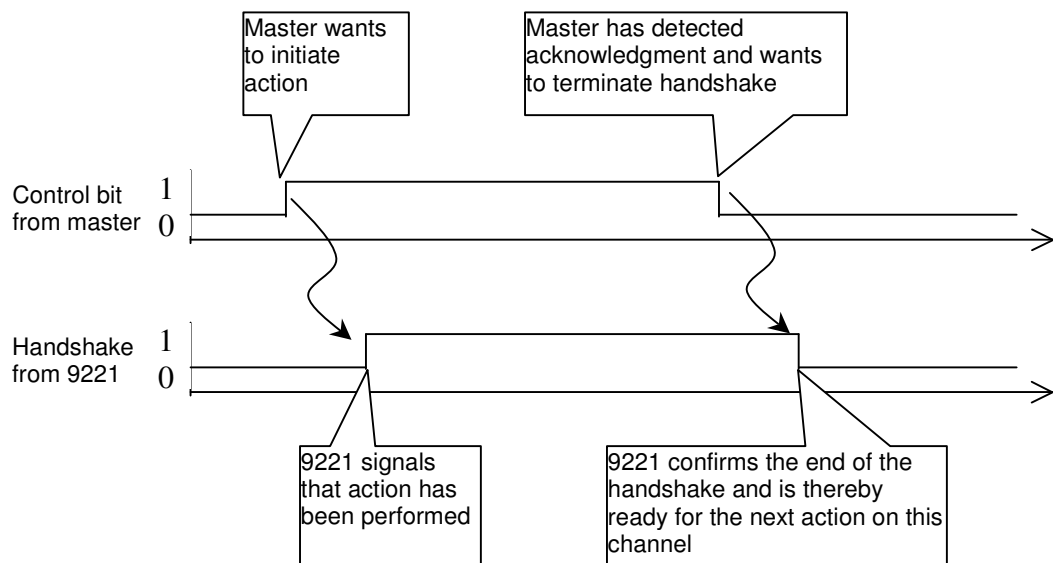 Master wants
to initiate
action
Master has detected
acknowledgment and wants
to terminate handshake
Control bit
from master
1
0
Handshake
from 9221
1
0
9221 signals
that action has
been performed
9221 confirms the end of the
handshake and is thereby
ready for the next action on this
channel